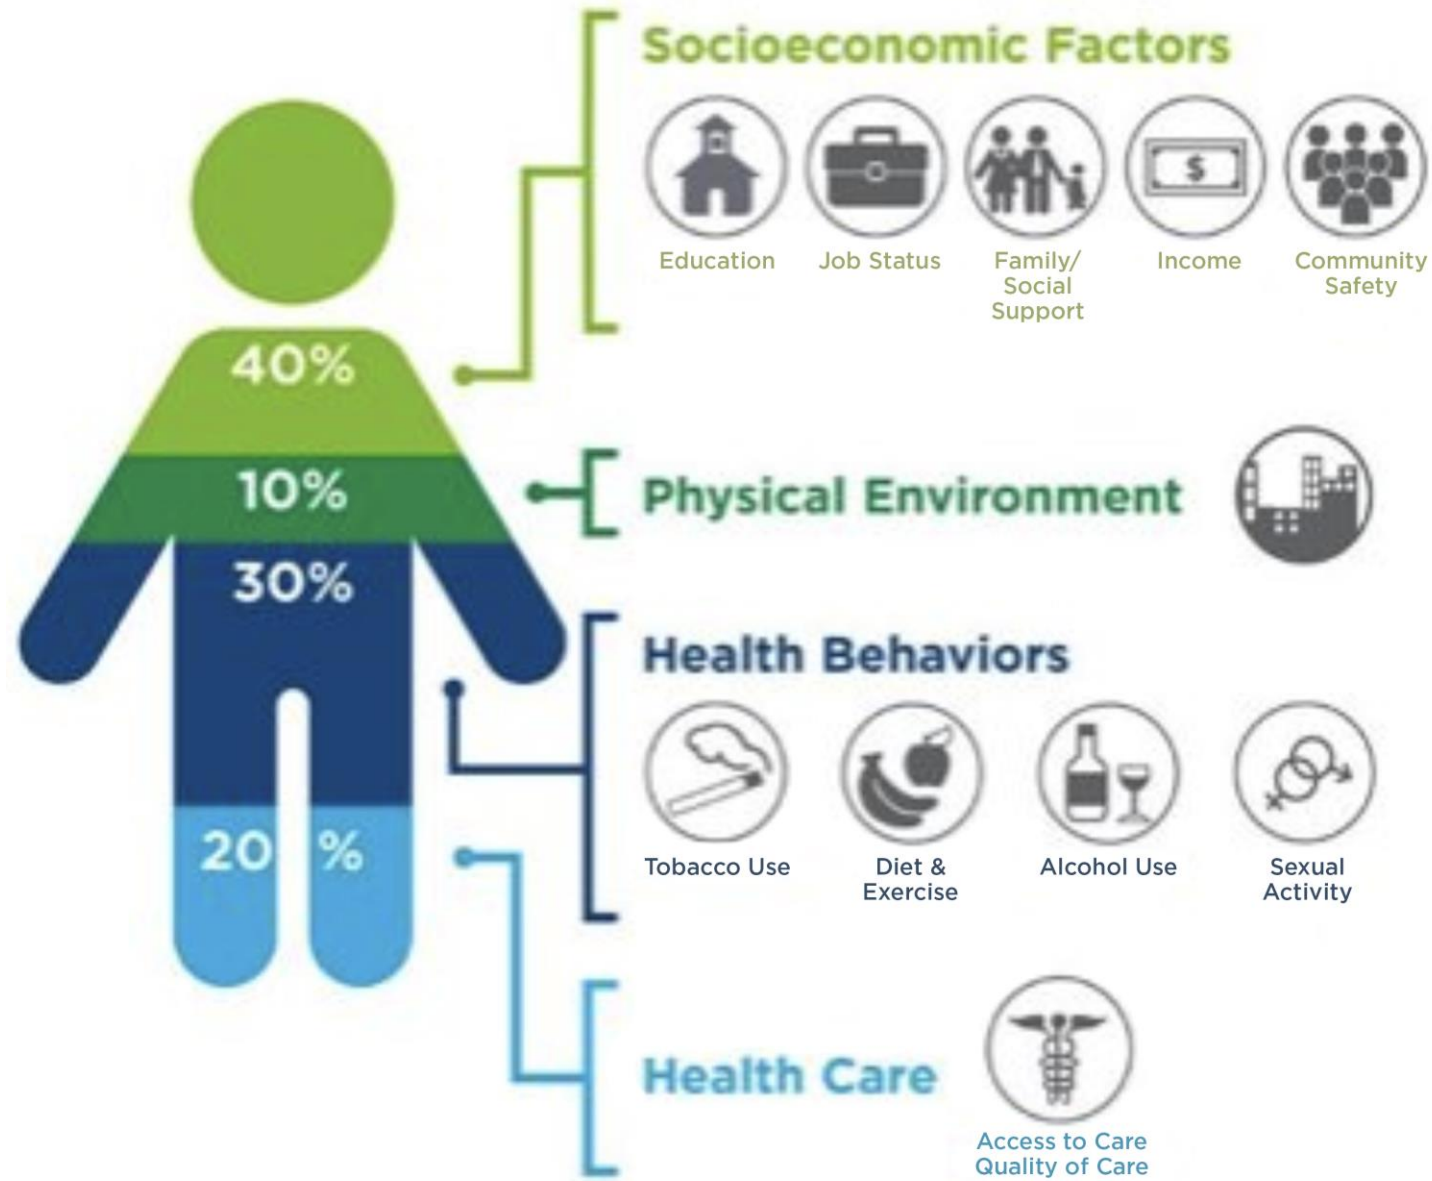 Socioeconomic Factors
Education
Job Status
Family/
Social
Support
Income
$
Community
Safety
40%
10%
Physical Environment
30%
Health Behaviors
Tobacco Use
Diet &
Exercise
Alcohol Use
Sexual
Activity
20 %
Health Care
Access to Care
Quality of Care